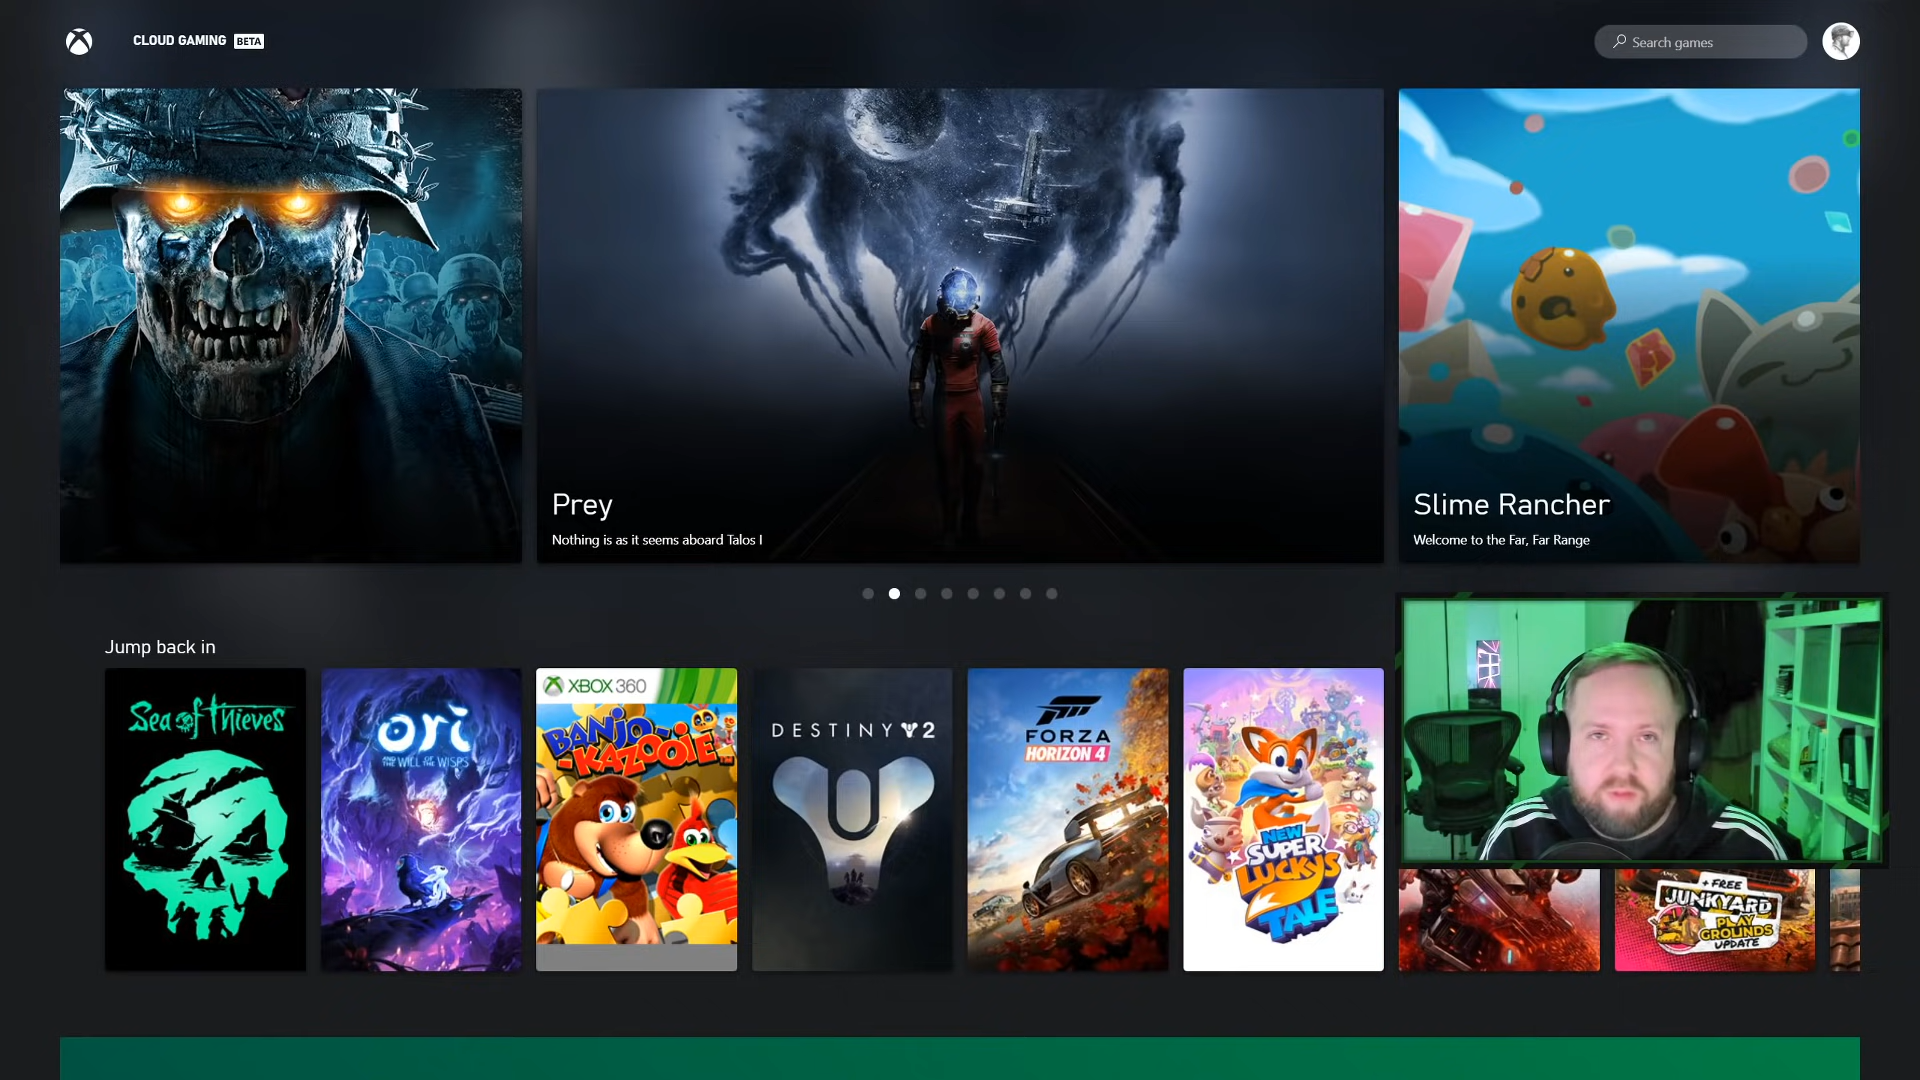 CLOUD GAMING BETA
Search games
Prey
Nothing is as it seems aboard Talos I
Slime Rancher
Welcome to the Far, Far Range
Jump back in
Sea of Thieves
ori
AND THE WILL OF THE WISPS
XBOX 360
BANJO-
KAZOOIE
DESTINY 2
FORZA
HORIZON 4
NEW
SUPER
LUCKY'S
TALE
+ FREE
JUNKYARD
PLAY
GROUNDS
UPDATE